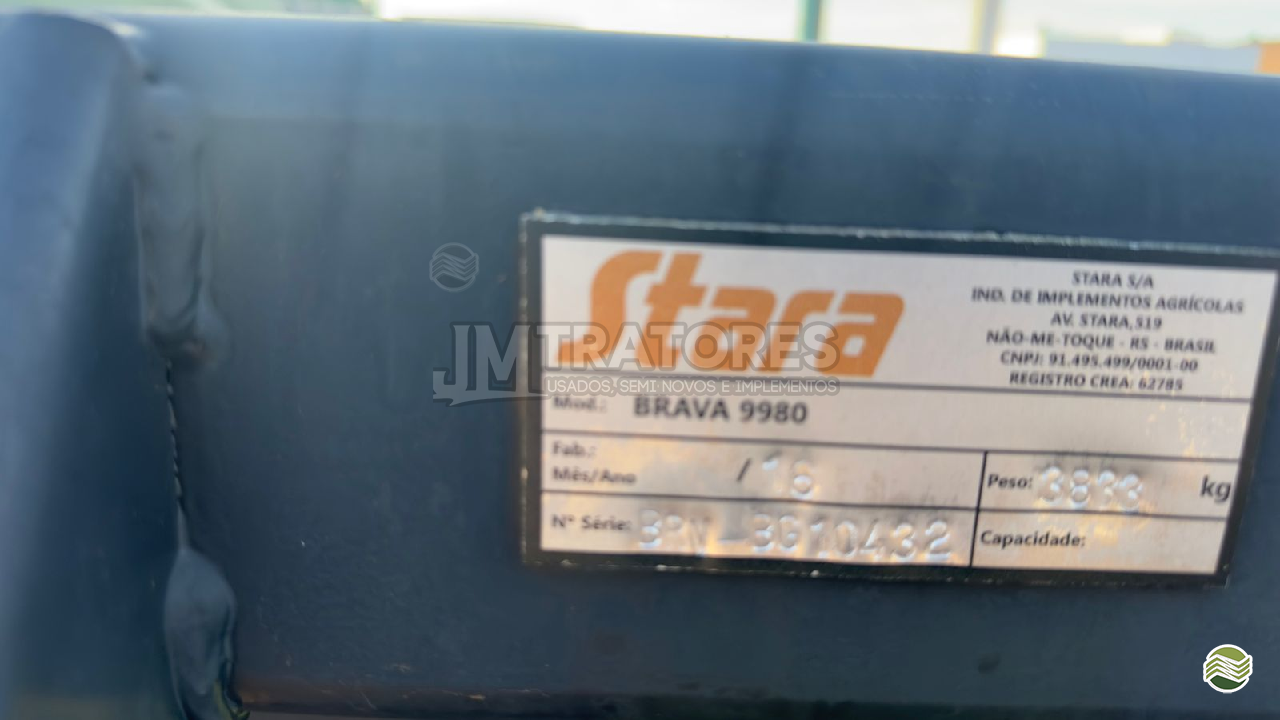 Stara
STARA S/A
IND. DE IMPLEMENTOS AGRÍCOLAS
AV. STARA, 519
NÃO-ME-TOQUE - RS - BRASIL
CNPJ: 91.495.499/0001-00
REGISTRO CREA: 62785
JMTRATORES
USADOS, SEMI NOVOS E IMPLEMENTOS
Mod.: BRAVA 9980
Fab.:
Mês/Ano /
Peso: kg
Nº Série:
Capacidade: